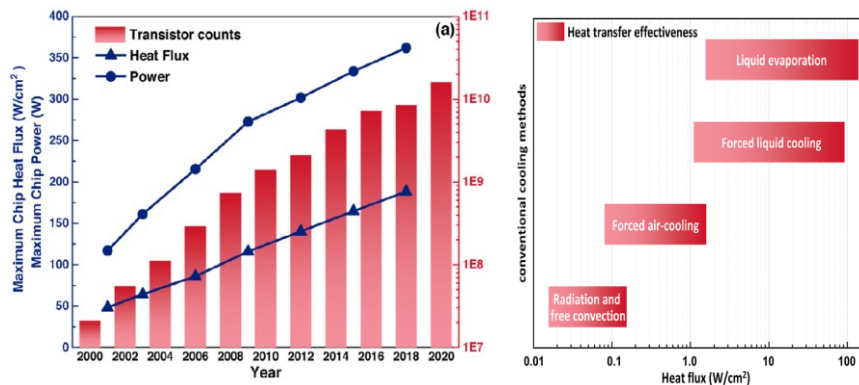 (a)
Transistor counts
Heat Flux
Power
Maximum Chip Heat Flux (W/cm²)
Maximum Chip Power (W)
400
350
300
250
200
150
100
50
0
1E11
1E10
1E9
1E8
1E7
2000 2002 2004 2006 2008 2010 2012 2014 2016 2018 2020
Year
Heat transfer effectiveness
conventional cooling methods
Liquid evaporation
Forced liquid cooling
Forced air-cooling
Radiation and
free convection
0.01 0.1 1.0 10 100
Heat flux (W/cm²)